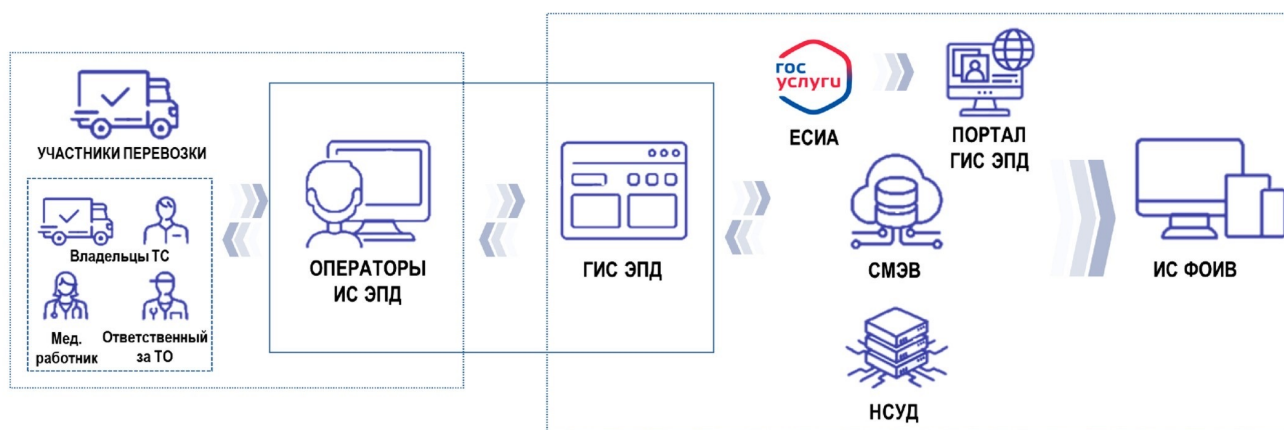 УЧАСТНИКИ ПЕРЕВОЗКИ
Владельцы ТС
Мед.
работник
Ответственный
за ТО
ОПЕРАТОРЫ
ИС ЭПД
ГИС ЭПД
гос
услуги
ЕСИА
ПОРТАЛ
ГИС ЭПД
СМЭВ
НСУД
ИС ФОИВ